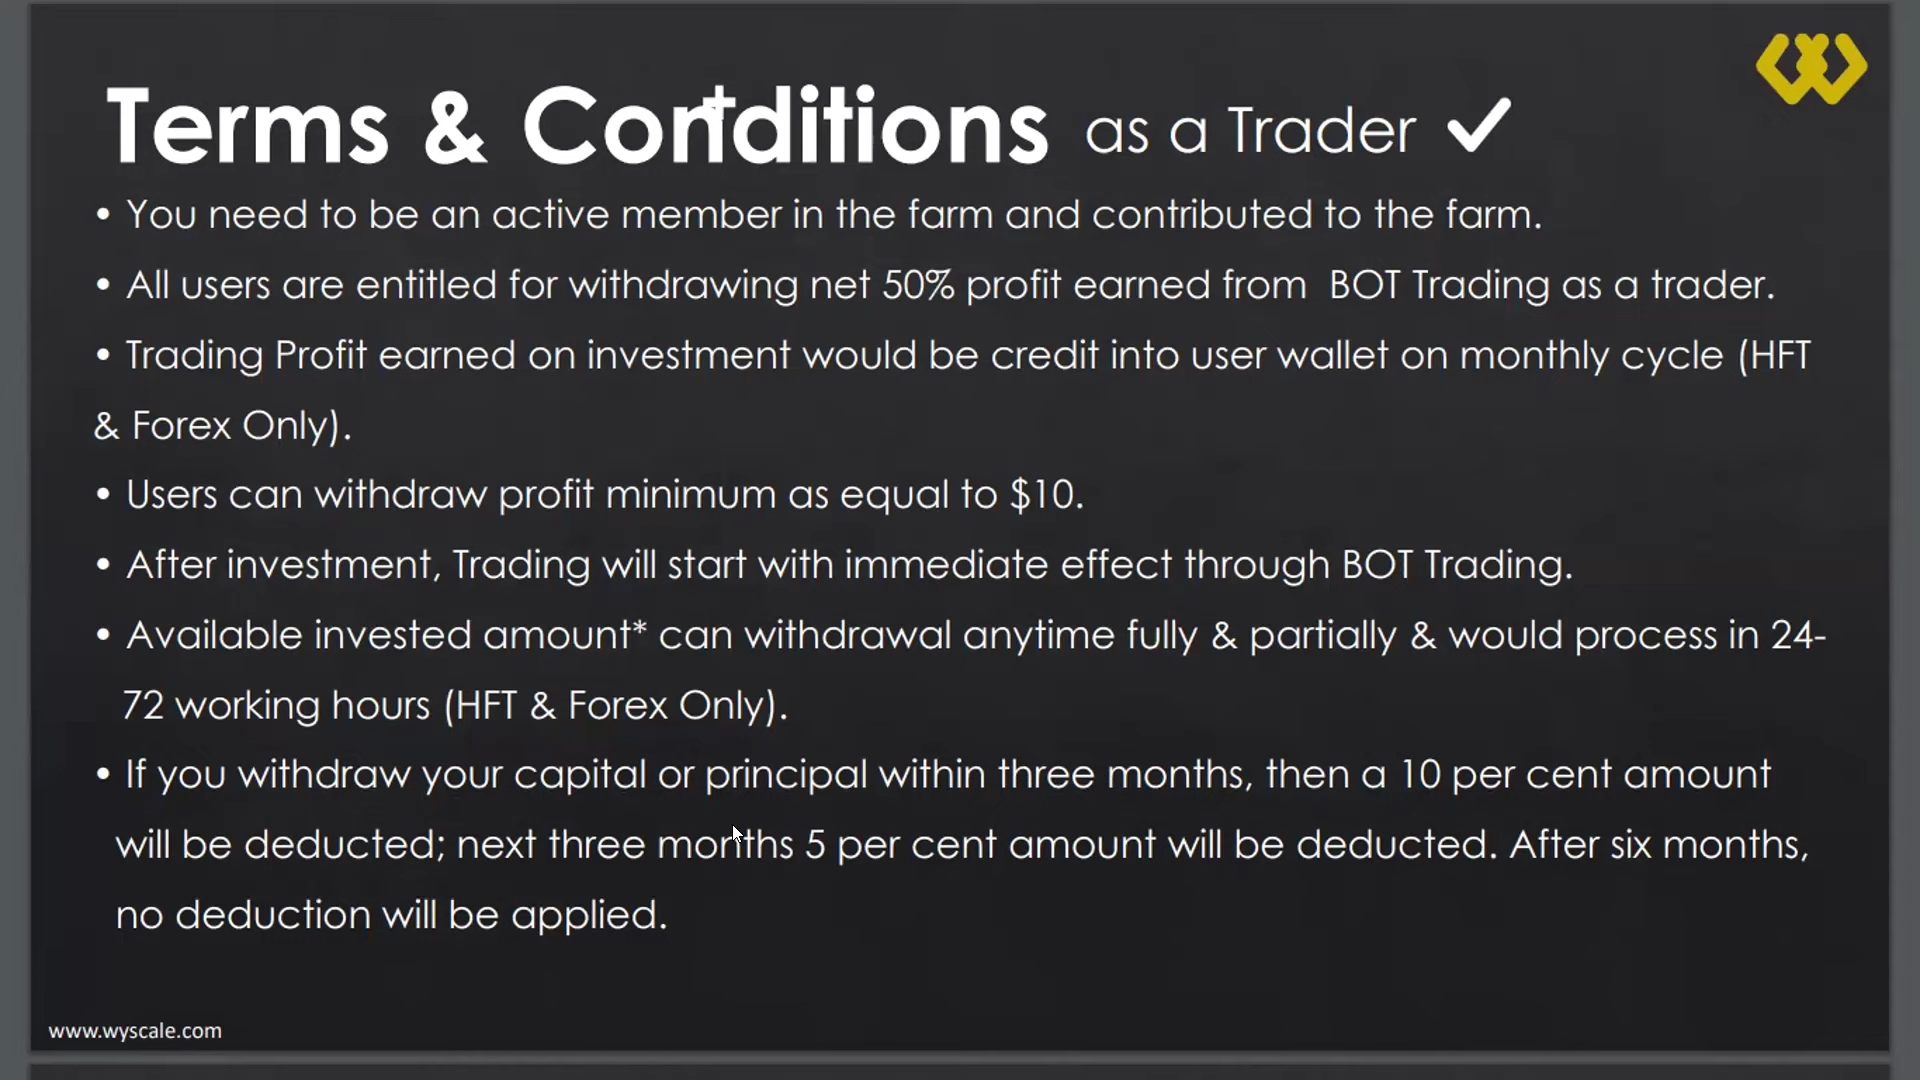 Terms & Conditions as a Trader ✔
• You need to be an active member in the farm and contributed to the farm.
• All users are entitled for withdrawing net 50% profit earned from BOT Trading as a trader.
• Trading Profit earned on investment would be credit into user wallet on monthly cycle (HFT
& Forex Only).
• Users can withdraw profit minimum as equal to $10.
• After investment, Trading will start with immediate effect through BOT Trading.
• Available invested amount* can withdrawal anytime fully & partially & would process in 24-
72 working hours (HFT & Forex Only).
• If you withdraw your capital or principal within three months, then a 10 per cent amount
will be deducted; next three months 5 per cent amount will be deducted. After six months,
no deduction will be applied.
www.wyscale.com